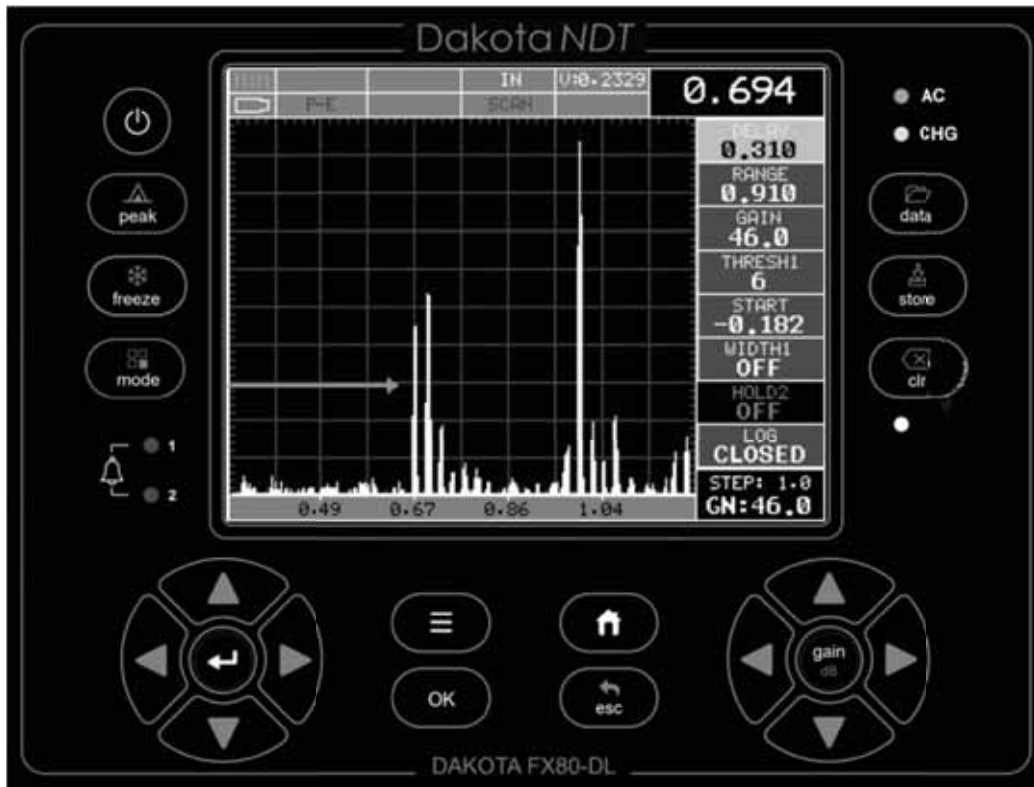 Dakota NDT
IN V:0.2329
0.694
P-E SCAN
AC
CHG
DELAY
0.310
RANGE
0.910
GAIN
46.0
THRESH1
6
START
-0.182
WIDTH1
OFF
HOLD2
OFF
LOG
CLOSED
STEP: 1.0
GN:46.0
0.49 0.67 0.86 1.04
peak
freeze
mode
1
2
data
store
clr
OK
esc
gain
dB
DAKOTA FX80-DL